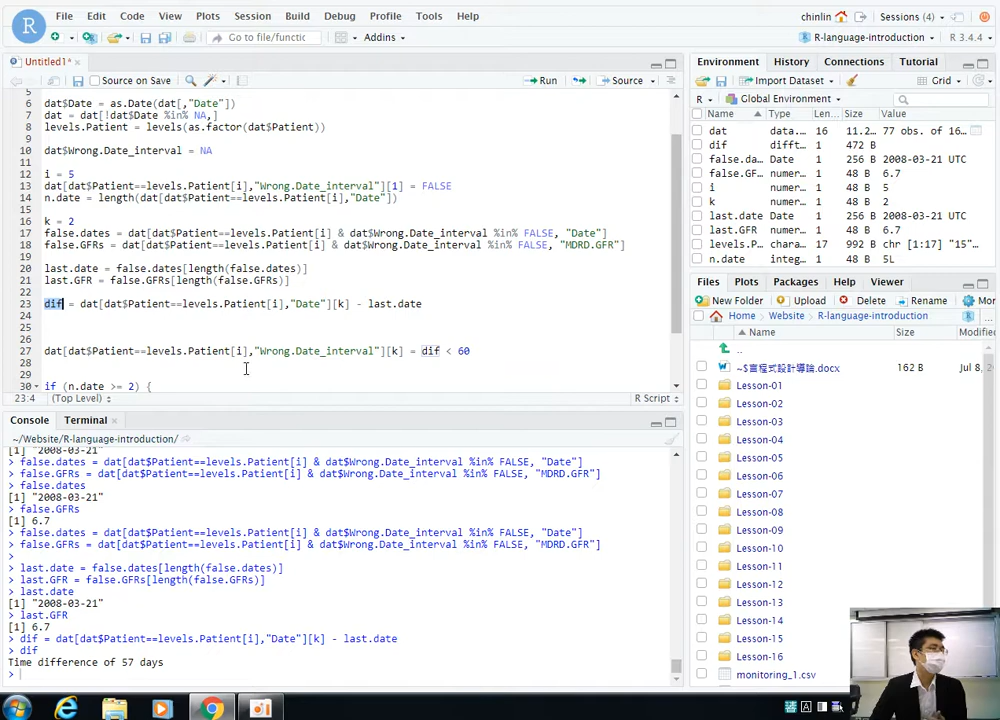 File Edit Code View Plots Session Build Debug Profile Tools Help
chinlin
Sessions (4)
Go to file/function
Addins
R-language-introduction
R 3.4.4
Untitled1*
Source on Save
Run
Source
5
6 dat$Date = as.Date(dat[,"Date"])
7 dat = dat[!dat$Date %in% NA,]
8 levels.Patient = levels(as.factor(dat$Patient))
9
10 dat$Wrong.Date_interval = NA
11
12 i = 5
13 dat[dat$Patient==levels.Patient[i],"Wrong.Date_interval"][1] = FALSE
14 n.date = length(dat[dat$Patient==levels.Patient[i],"Date"])
15
16 k = 2
17 false.dates = dat[dat$Patient==levels.Patient[i] & dat$Wrong.Date_interval %in% FALSE, "Date"]
18 false.GFRs = dat[dat$Patient==levels.Patient[i] & dat$Wrong.Date_interval %in% FALSE, "MDRD.GFR"]
19
20 last.date = false.dates[length(false.dates)]
21 last.GFR = false.GFRs[length(false.GFRs)]
22
23 dif = dat[dat$Patient==levels.Patient[i],"Date"][k] - last.date
24
25
26
27 dat[dat$Patient==levels.Patient[i],"Wrong.Date_interval"][k] = dif < 60
28
29
30 if (n.date >= 2) {
23:4 (Top Level)
R Script
Console Terminal
~/Website/R-language-introduction/
[1] "2008-03-21"
> false.dates = dat[dat$Patient==levels.Patient[i] & dat$Wrong.Date_interval %in% FALSE, "Date"]
> false.GFRs = dat[dat$Patient==levels.Patient[i] & dat$Wrong.Date_interval %in% FALSE, "MDRD.GFR"]
> false.dates
[1] "2008-03-21"
> false.GFRs
[1] 6.7
> false.dates = dat[dat$Patient==levels.Patient[i] & dat$Wrong.Date_interval %in% FALSE, "Date"]
> false.GFRs = dat[dat$Patient==levels.Patient[i] & dat$Wrong.Date_interval %in% FALSE, "MDRD.GFR"]
>
> last.date = false.dates[length(false.dates)]
> last.GFR = false.GFRs[length(false.GFRs)]
> last.date
[1] "2008-03-21"
> last.GFR
[1] 6.7
> dif = dat[dat$Patient==levels.Patient[i],"Date"][k] - last.date
> dif
Time difference of 57 days
>
Environment History Connections Tutorial
Import Dataset
Grid
R
Global Environment
Name Type Len... Size Value
dat data.... 16 11.2... 77 obs. of 16...
dif difft... 1 472 B
false.da... Date 1 256 B 2008-03-21 UTC
false.GF... numer... 1 48 B 6.7
i numer... 1 48 B 5
k numer... 1 48 B 2
last.date Date 1 256 B 2008-03-21 UTC
last.GFR numer... 1 48 B 6.7
levels.P... chara... 17 992 B chr [1:17] "15"...
n.date integ... 1 48 B 5L
Files Plots Packages Help Viewer
New Folder Upload Delete Rename Mor
Home Website R-language-introduction
Name Size Modifie
..
~$言程式設計導論.docx 162 B Jul 8,
Lesson-01
Lesson-02
Lesson-03
Lesson-04
Lesson-05
Lesson-06
Lesson-07
Lesson-08
Lesson-09
Lesson-10
Lesson-11
Lesson-12
Lesson-13
Lesson-14
Lesson-15
Lesson-16
monitoring_1.csv